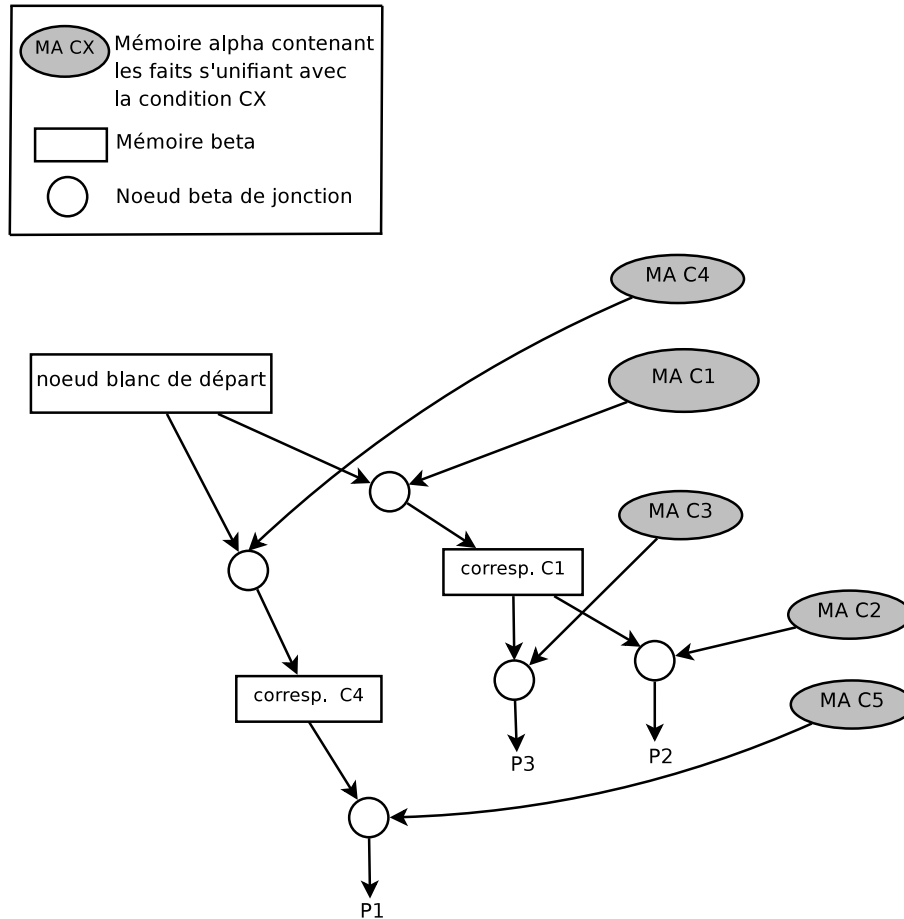 MA CX
Mémoire alpha contenant
les faits s'unifiant avec
la condition CX
Mémoire beta
Noeud beta de jonction
MA C4
noeud blanc de départ
MA C1
MA C3
corresp. C1
MA C2
corresp. C4
MA C5
P3
P2
P1